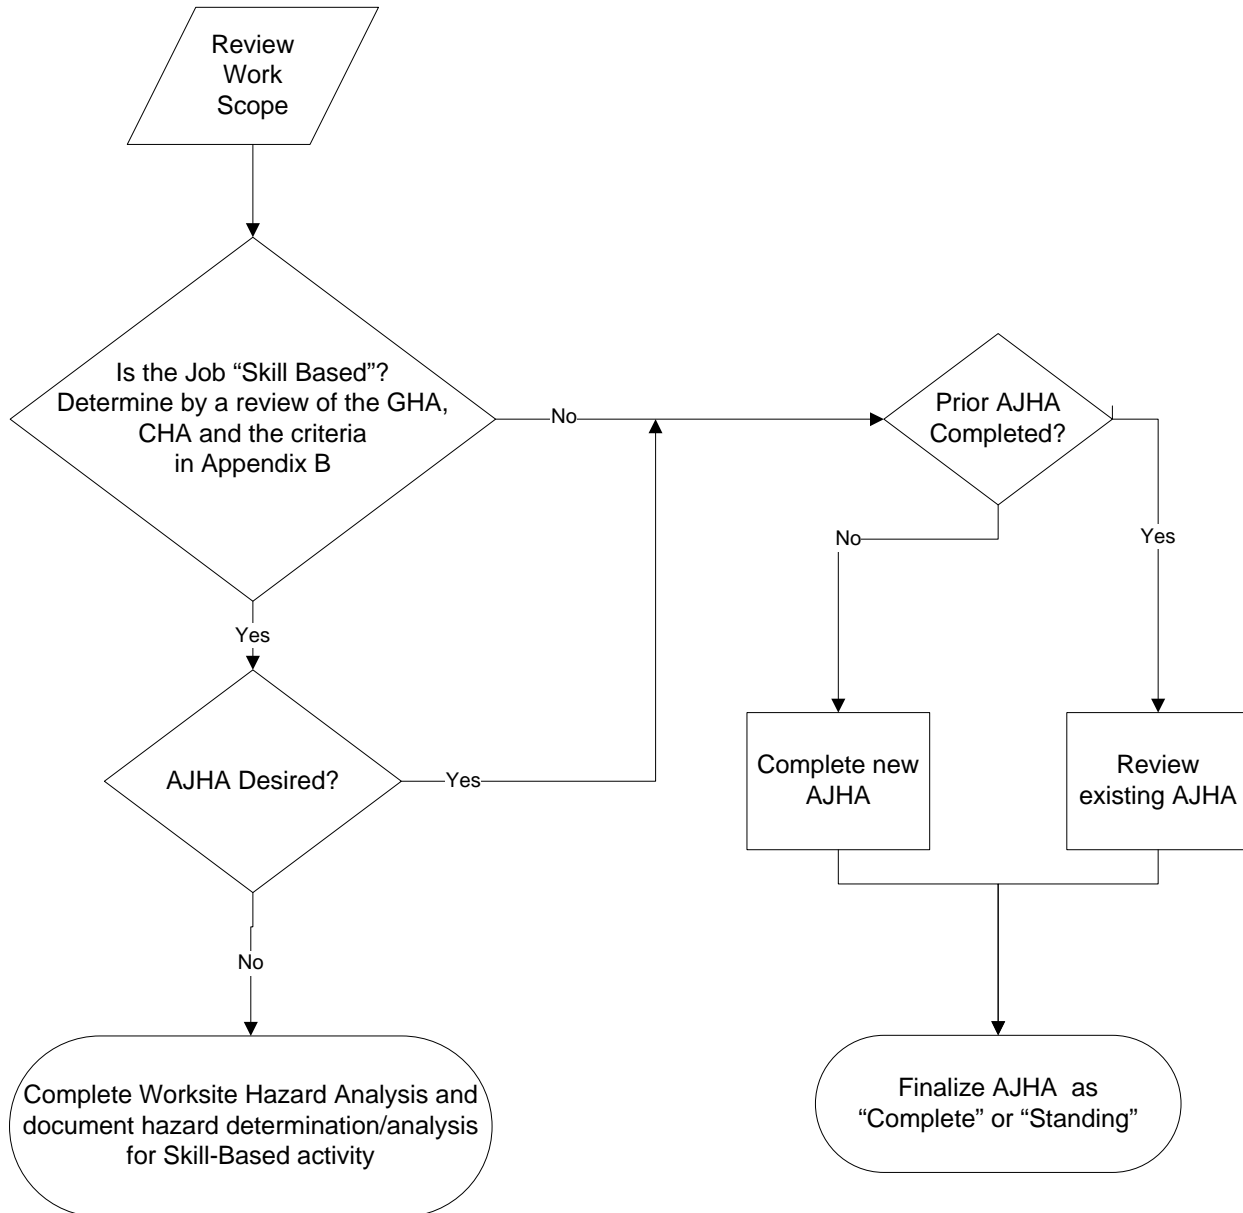 Review
Work
Scope
Is the Job “Skill Based”?
Determine by a review of the GHA,
CHA and the criteria
in Appendix B
No
Prior AJHA
Completed?
No
Yes
Yes
AJHA Desired?
Yes
Complete new
AJHA
Review
existing AJHA
No
Complete Worksite Hazard Analysis and
document hazard determination/analysis
for Skill-Based activity
Finalize AJHA as
“Complete” or “Standing”